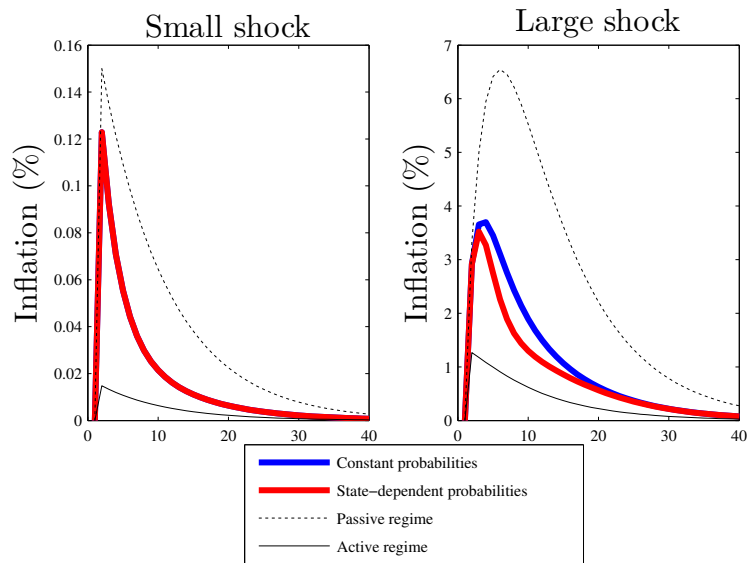 Small shock
Large shock
Inflation (%)
0.16
0.14
0.12
0.1
0.08
0.06
0.04
0.02
0
0 10 20 30 40
Inflation (%)
7
6
5
4
3
2
1
0
0 10 20 30 40
Constant probabilities
State-dependent probabilities
Passive regime
Active regime